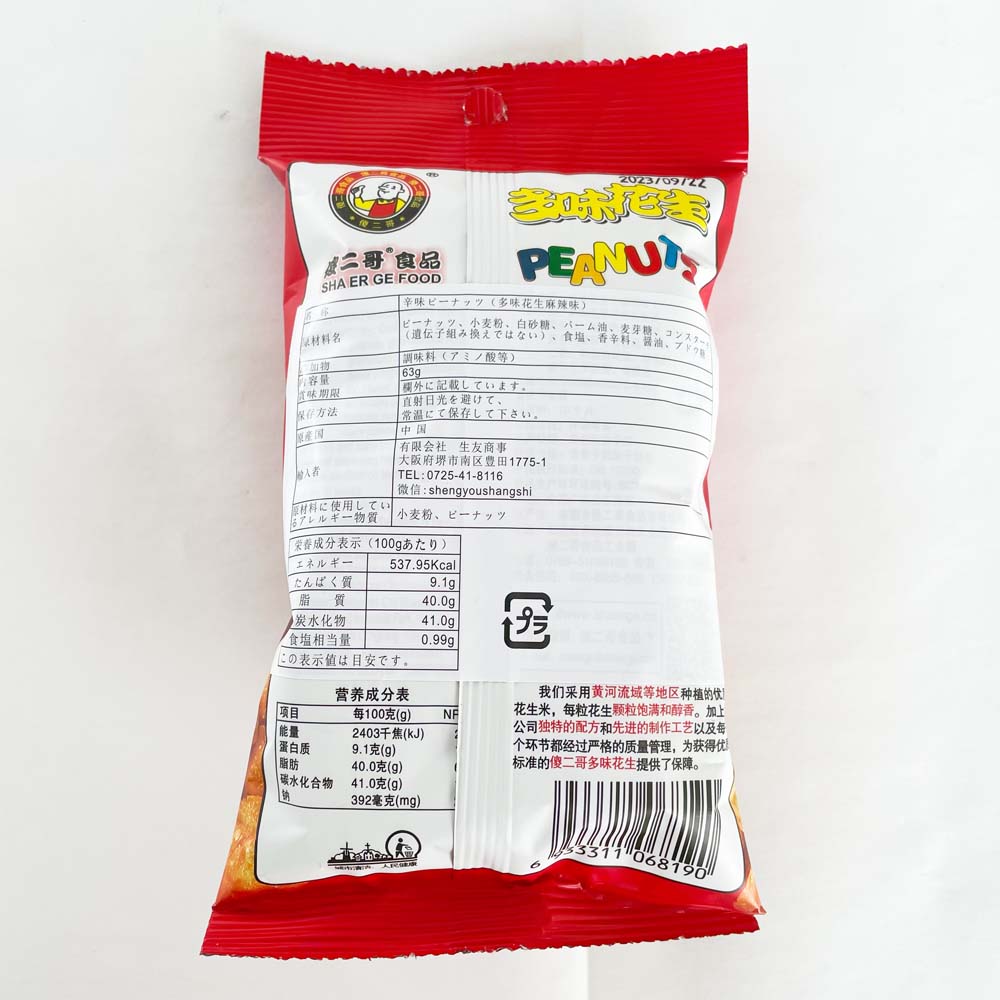 2023/09/22
傻二哥食品
傻二哥
®
多味花生
傻二哥®食品
PEANUTS
SHA ER GE FOOD
名 称 辛味ピーナッツ（多味花生麻辣味）
原材料名 ピーナッツ、小麦粉、白砂糖、パーム油、麦芽糖、コンスターチ
（遺伝子組み換えではない）、食塩、香辛料、醤油、ブドウ糖
添加物 調味料（アミノ酸等）
内容量 63g
賞味期限 欄外に記載しています。
保存方法 直射日光を避けて、
常温にて保存して下さい。
原産国 中国
輸入者 有限会社 生友商事
大阪府堺市南区豊田1775-1
TEL:0725-41-8116
微信:shengyoushangshi
原材料に使用してい
るアレルギー物質 小麦粉、ピーナッツ
栄養成分表示（100gあたり）
エネルギー 537.95Kcal
たんぱく質 9.1g
脂 質 40.0g
炭水化物 41.0g
食塩相当量 0.99g
この表示値は目安です。
プラ
营养成分表
项目 每100克(g) NR
能量 2403千焦(kJ)
蛋白质 9.1克(g)
脂肪 40.0克(g)
碳水化合物 41.0克(g)
钠 392毫克(mg)
我们采用黄河流域等地区种植的优质
花生米，每粒花生颗粒饱满和醇香。加上
公司独特的配方和先进的制作工艺以及每
个环节都经过严格的质量管理，为获得优质
标准的傻二哥多味花生提供了保障。
城市清洁 人民健康
6 933311 068190